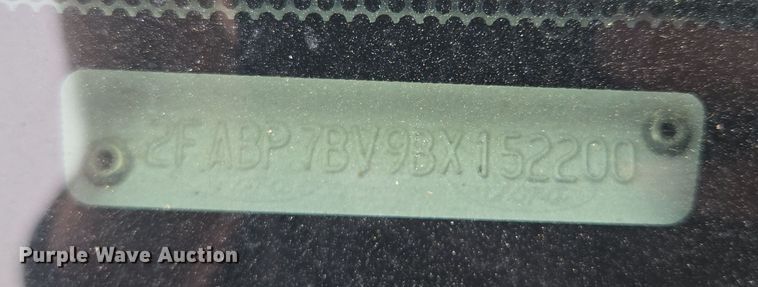 2FABP7BV9BX152200
Purple Wave Auction